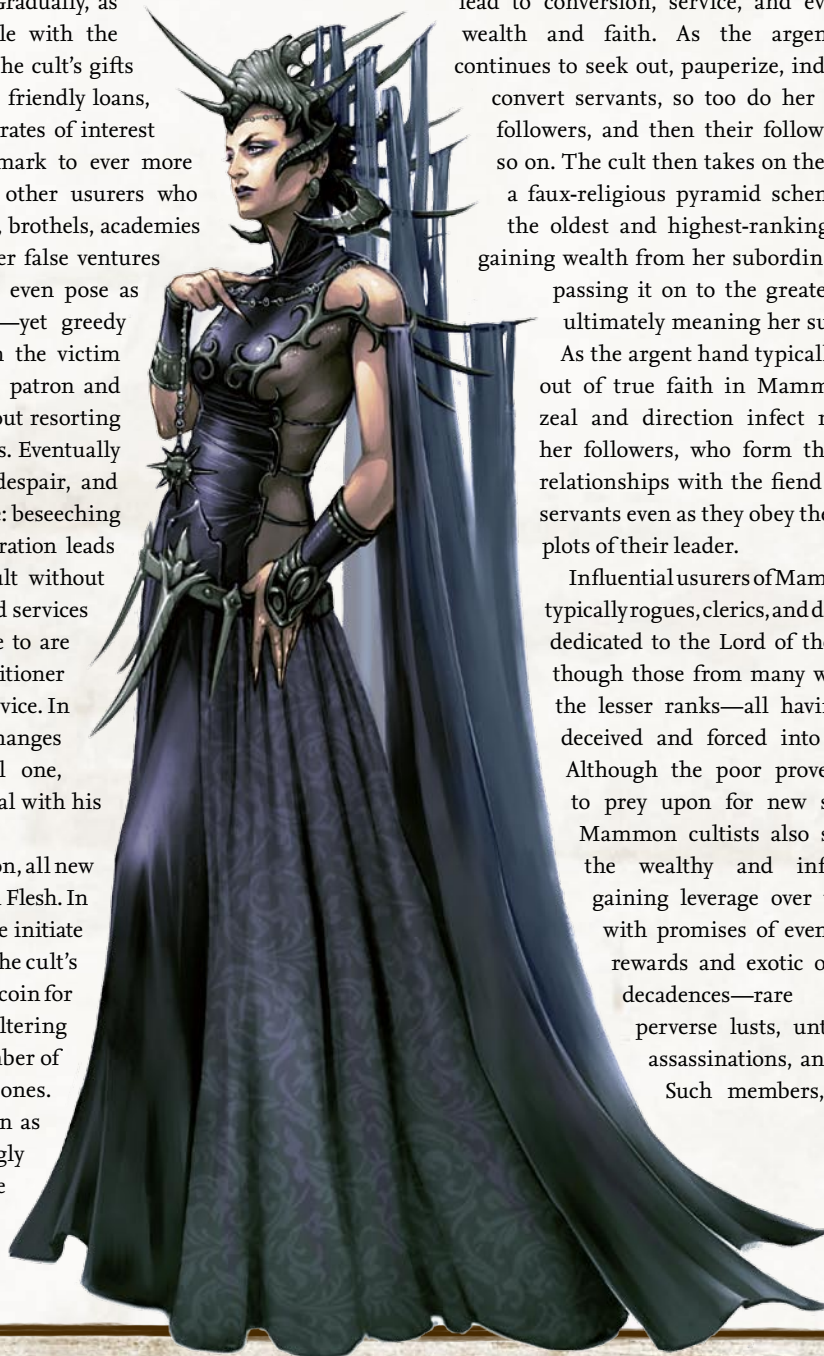 Gradually, as
le with the
he cult’s gifts
friendly loans,
rates of interest
mark to ever more
other usurers who
, brothels, academies
er false ventures
even pose as
—yet greedy
n the victim
patron and
out resorting
s. Eventually
despair, and
e: beseeching
ration leads
ult without
d services
e to are
itioner
vice. In
hanges
l one,
al with his
on, all new
Flesh. In
e initiate
he cult’s
coin for
ltering
ber of
ones.
n as
gly
e
lead to conversion, service, and ev
wealth and faith. As the argen
continues to seek out, pauperize, ind
convert servants, so too do her
followers, and then their follow
so on. The cult then takes on the
a faux-religious pyramid schem
the oldest and highest-ranking
gaining wealth from her subordin
passing it on to the greate
ultimately meaning her su
As the argent hand typicall
out of true faith in Mamm
zeal and direction infect m
her followers, who form th
relationships with the fiend
servants even as they obey the
plots of their leader.
Influential usurers of Mam
typically rogues, clerics, and d
dedicated to the Lord of the
though those from many w
the lesser ranks—all havin
deceived and forced into
Although the poor prove
to prey upon for new s
Mammon cultists also s
the wealthy and inf
gaining leverage over
with promises of even
rewards and exotic o
decadences—rare
perverse lusts, unt
assassinations, an
Such members,